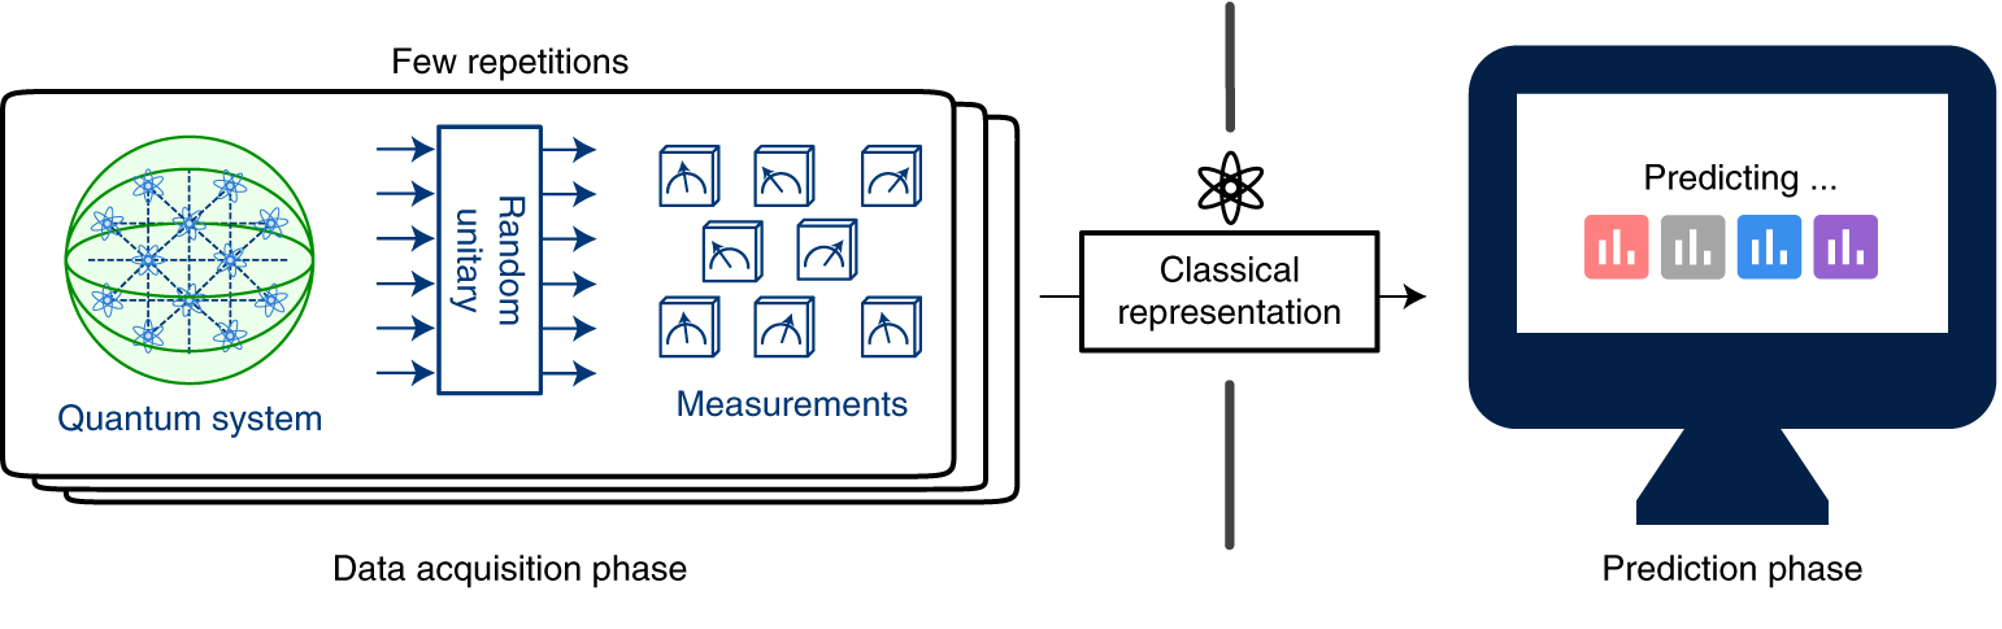 Few repetitions
Random
unitary
Quantum system
Measurements
Data acquisition phase
Classical
representation
Predicting ...
Prediction phase